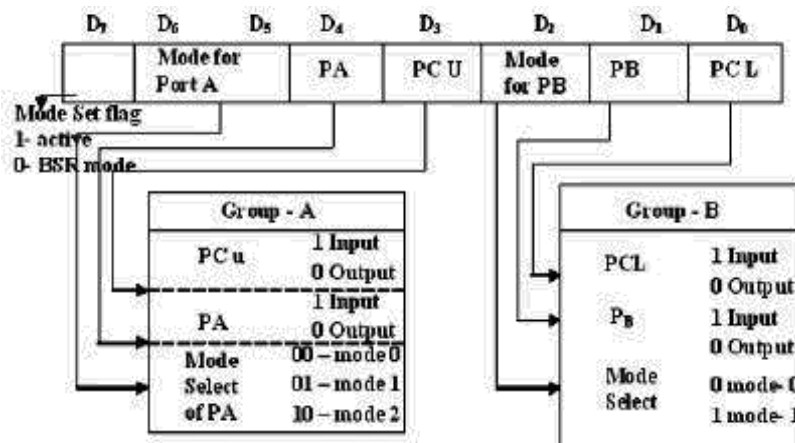 D₇ D₆ D₅ D₄ D₃ D₂ D₁ D₀
Mode for Port A
PA
PC U
Mode for PB
PB
PC L
Mode Set flag
1- active
0- BSR mode
Group - A
PC u
1 Input
0 Output
PA
1 Input
0 Output
Mode
Select
of PA
00 – mode 0
01 – mode 1
10 – mode 2
Group - B
PCL
1 Input
0 Output
P_B
1 Input
0 Output
Mode
Select
0 mode- 0
1 mode- 1